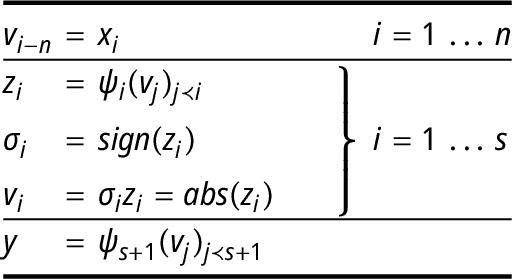 v_{i−n} = x_i i = 1 … n
z_i = ψ_i(v_j)_{j≺i}
σ_i = sign(z_i) } i = 1 … s
v_i = σ_i z_i = abs(z_i)
y = ψ_{s+1}(v_j)_{j≺s+1}